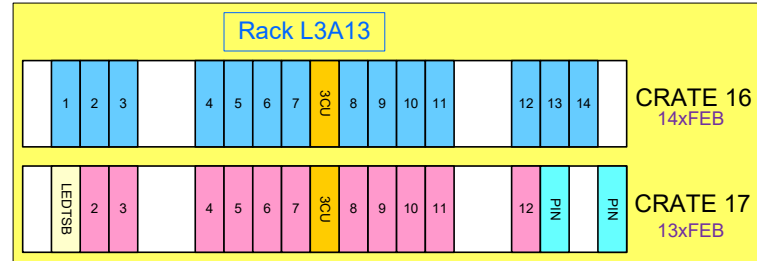 Rack L3A13
1 2 3 4 5 6 7 3CU 8 9 10 11 12 13 14
CRATE 16
14xFEB
LEDTSB 2 3 4 5 6 7 3CU 8 9 10 11 12 PIN PIN
CRATE 17
13xFEB